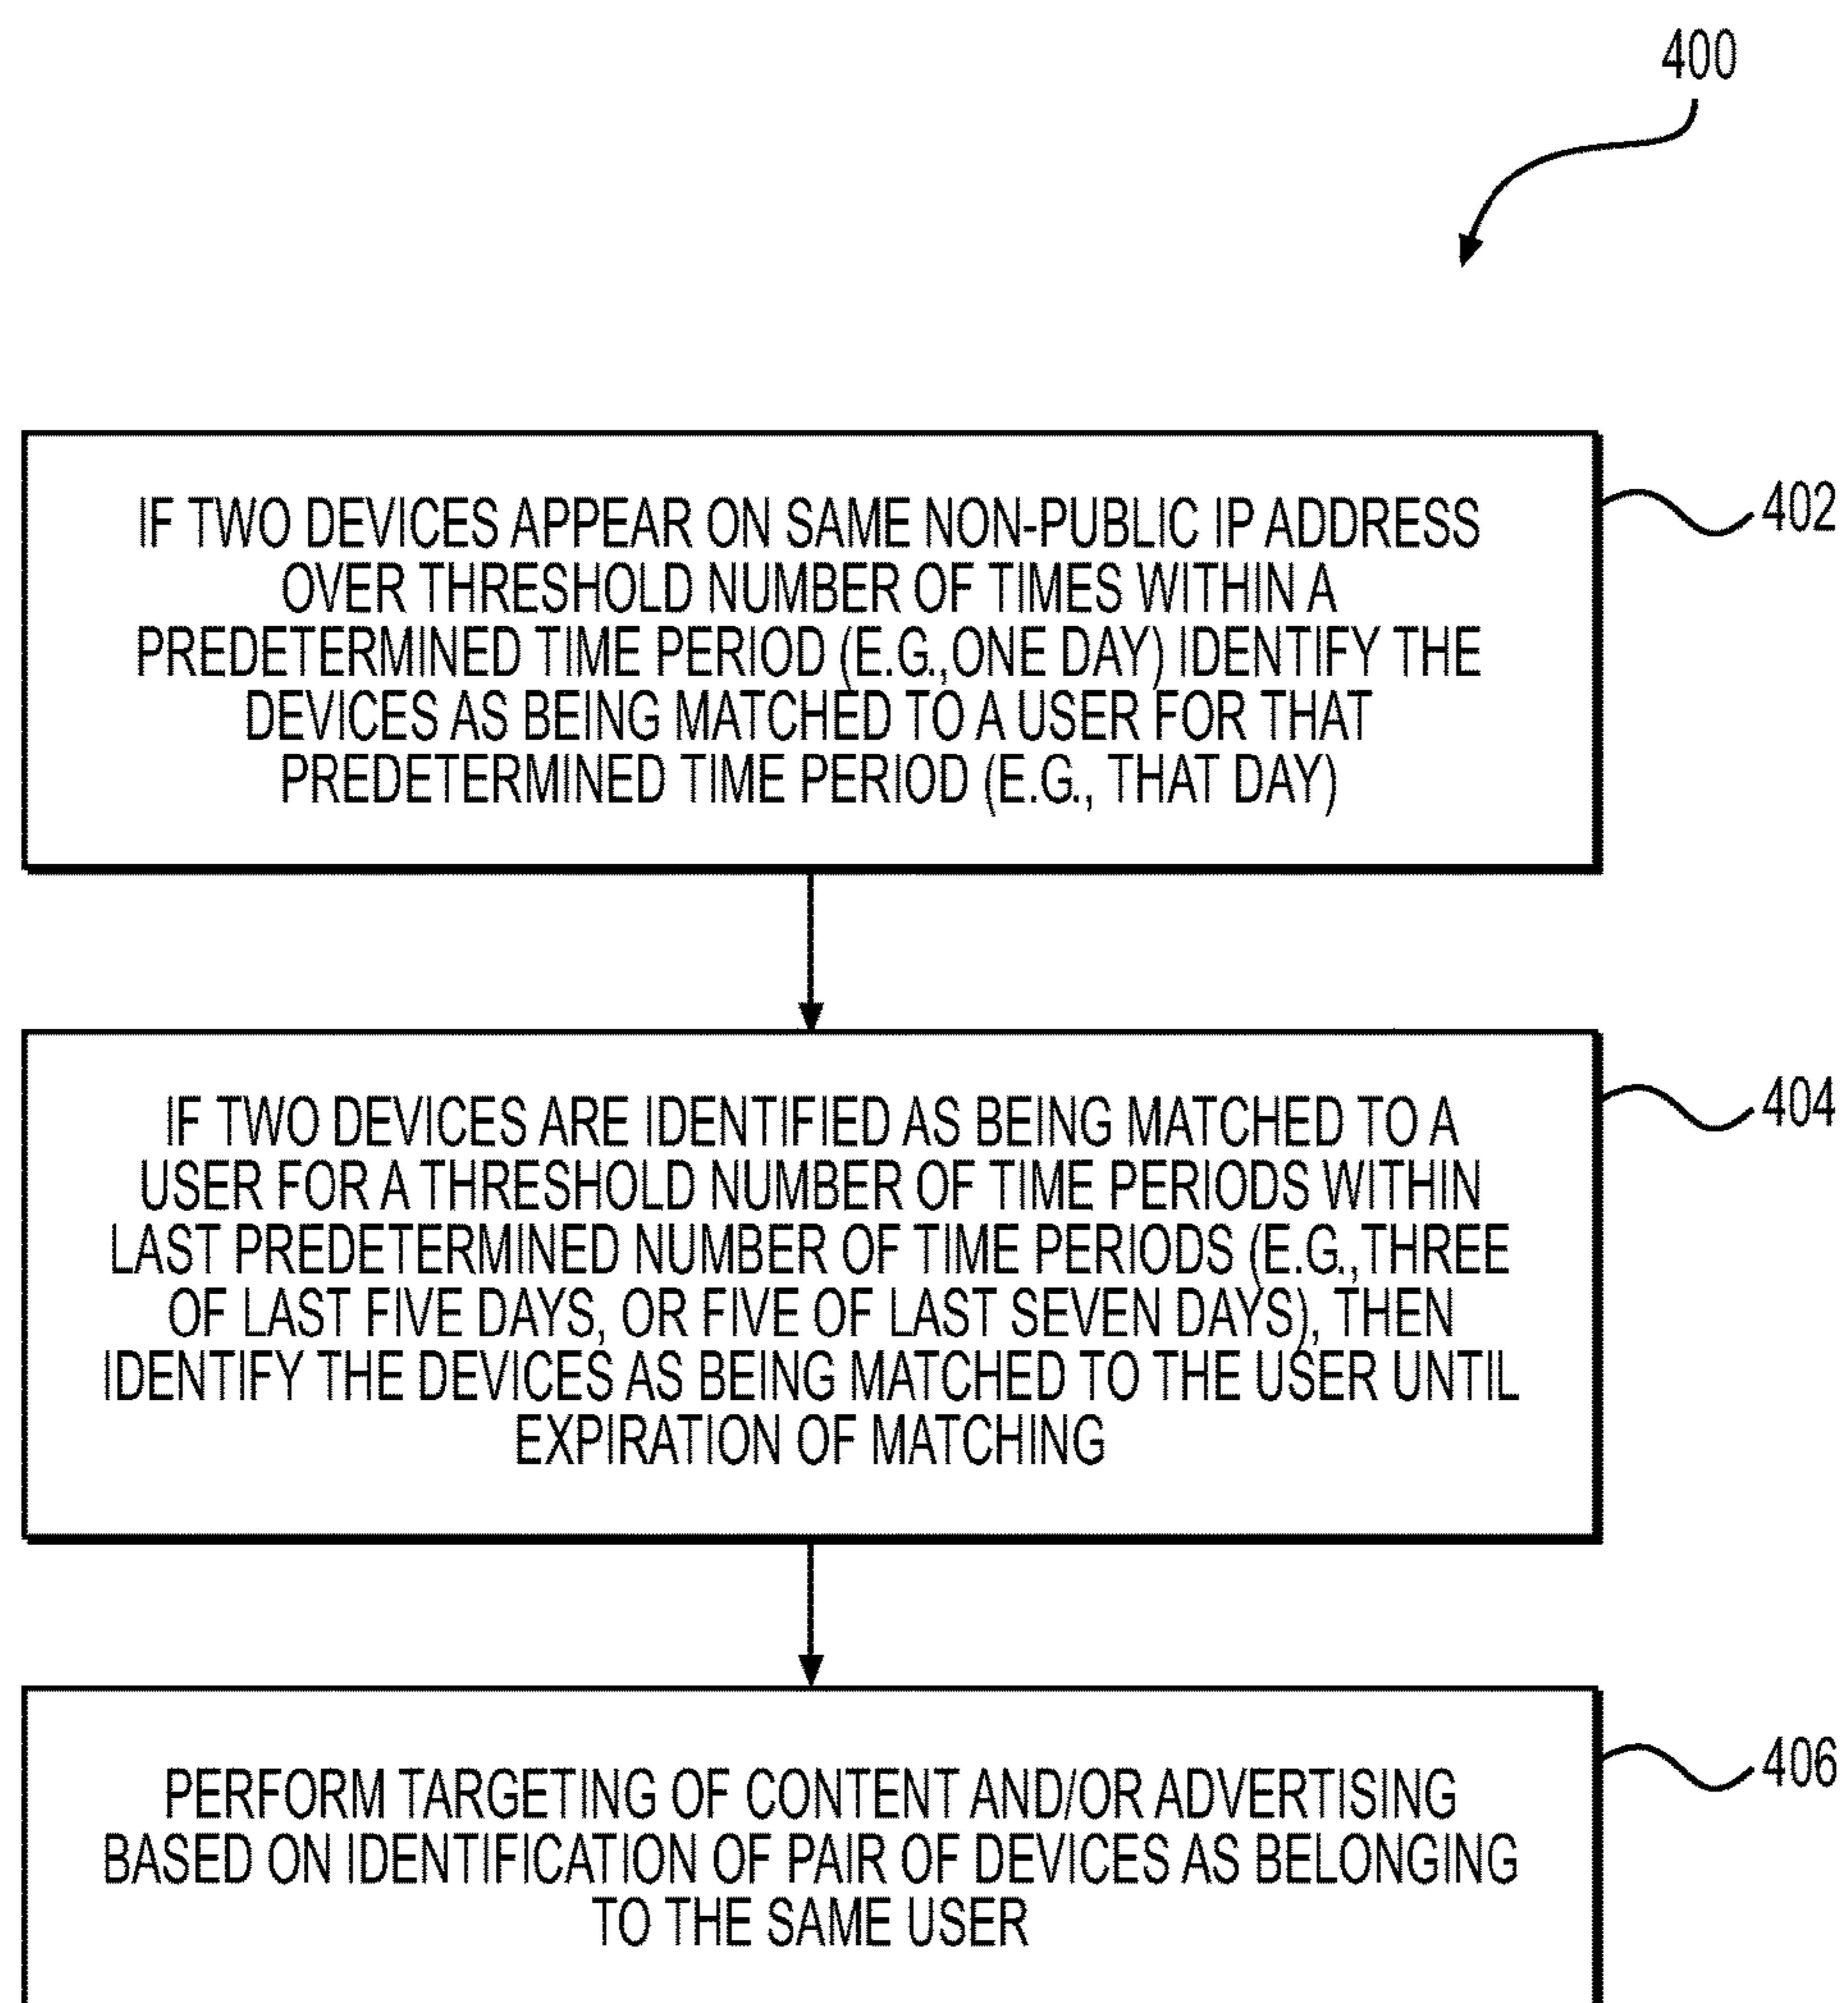 400
IF TWO DEVICES APPEAR ON SAME NON-PUBLIC IP ADDRESS
OVER THRESHOLD NUMBER OF TIMES WITHIN A
PREDETERMINED TIME PERIOD (E.G.,ONE DAY) IDENTIFY THE
DEVICES AS BEING MATCHED TO A USER FOR THAT
PREDETERMINED TIME PERIOD (E.G., THAT DAY)
402
IF TWO DEVICES ARE IDENTIFIED AS BEING MATCHED TO A
USER FOR A THRESHOLD NUMBER OF TIME PERIODS WITHIN
LAST PREDETERMINED NUMBER OF TIME PERIODS (E.G.,THREE
OF LAST FIVE DAYS, OR FIVE OF LAST SEVEN DAYS), THEN
IDENTIFY THE DEVICES AS BEING MATCHED TO THE USER UNTIL
EXPIRATION OF MATCHING
404
PERFORM TARGETING OF CONTENT AND/OR ADVERTISING
BASED ON IDENTIFICATION OF PAIR OF DEVICES AS BELONGING
TO THE SAME USER
406